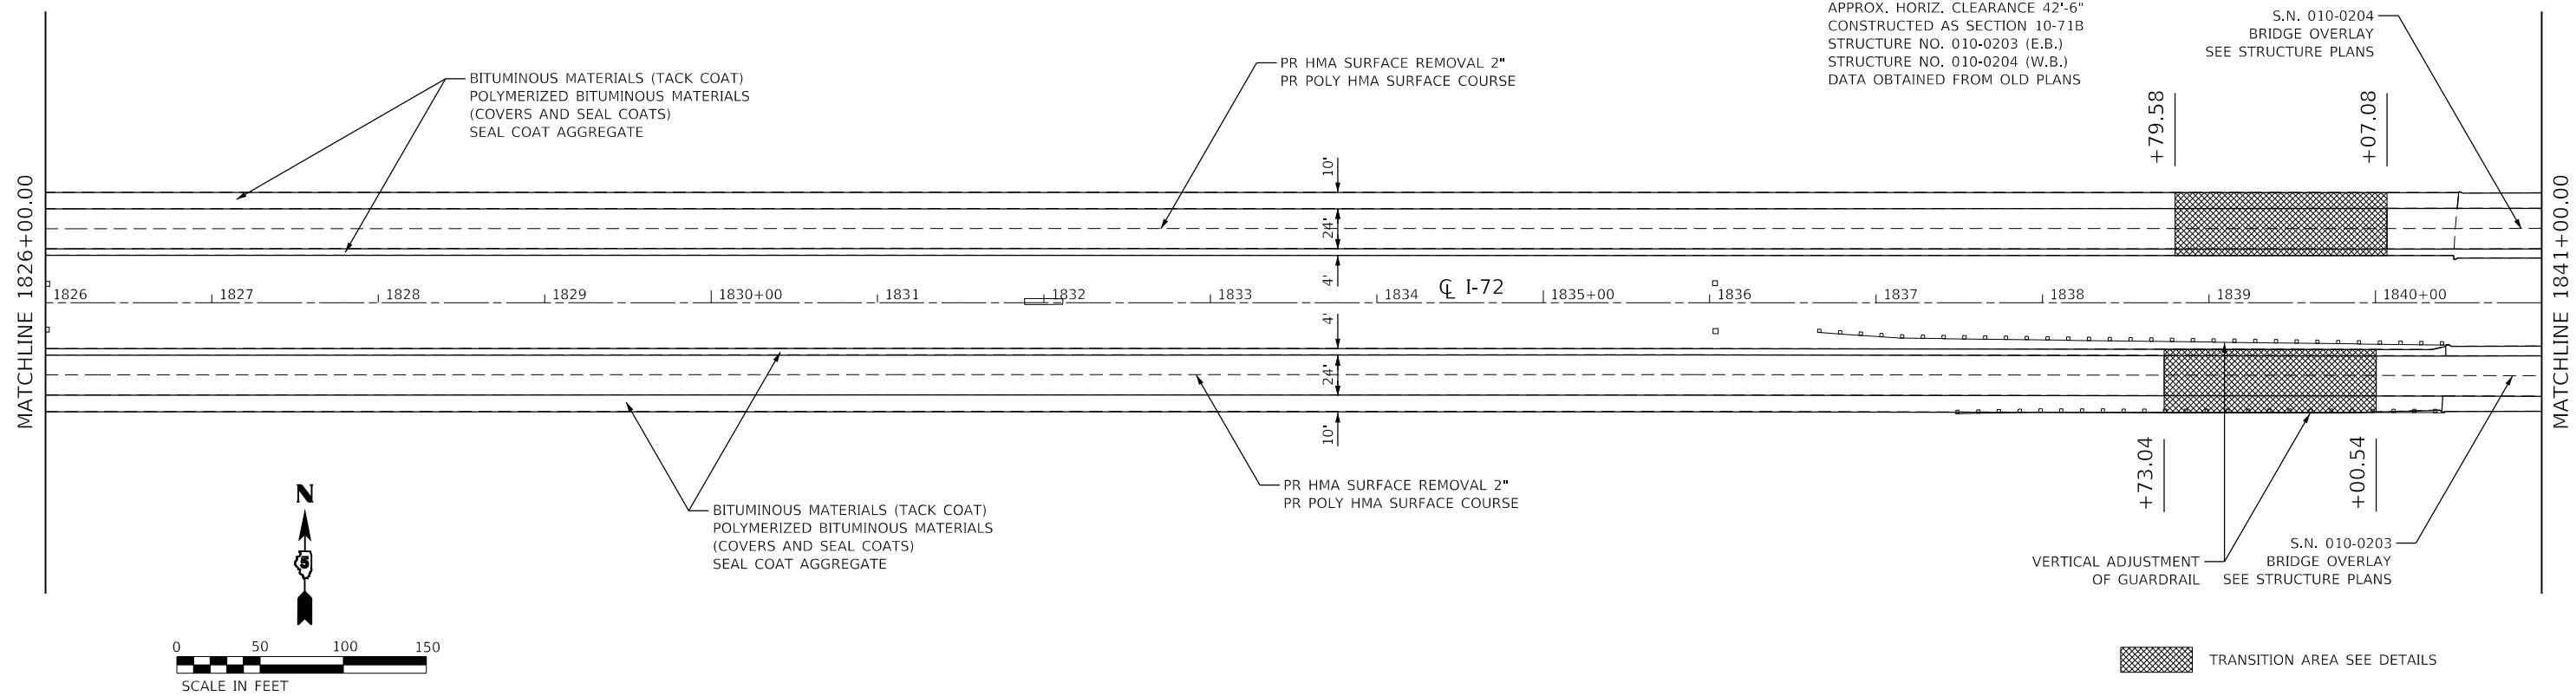 APPROX. HORIZ. CLEARANCE 42'-6"
CONSTRUCTED AS SECTION 10-71B
STRUCTURE NO. 010-0203 (E.B.)
STRUCTURE NO. 010-0204 (W.B.)
DATA OBTAINED FROM OLD PLANS
S.N. 010-0204
BRIDGE OVERLAY
SEE STRUCTURE PLANS
BITUMINOUS MATERIALS (TACK COAT)
POLYMERIZED BITUMINOUS MATERIALS
(COVERS AND SEAL COATS)
SEAL COAT AGGREGATE
PR HMA SURFACE REMOVAL 2"
PR POLY HMA SURFACE COURSE
+79.58
+07.08
MATCHLINE 1826+00.00
10'
24'
4'
1826 1827 1828 1829 1830+00 1831 1832 1833 1834 ℄ I-72 1835+00 1836 1837 1838 1839 1840+00
4'
24'
10'
MATCHLINE 1841+00.00
+73.04
+00.54
PR HMA SURFACE REMOVAL 2"
PR POLY HMA SURFACE COURSE
BITUMINOUS MATERIALS (TACK COAT)
POLYMERIZED BITUMINOUS MATERIALS
(COVERS AND SEAL COATS)
SEAL COAT AGGREGATE
VERTICAL ADJUSTMENT
OF GUARDRAIL
S.N. 010-0203
BRIDGE OVERLAY
SEE STRUCTURE PLANS
N
5
0 50 100 150
SCALE IN FEET
TRANSITION AREA SEE DETAILS